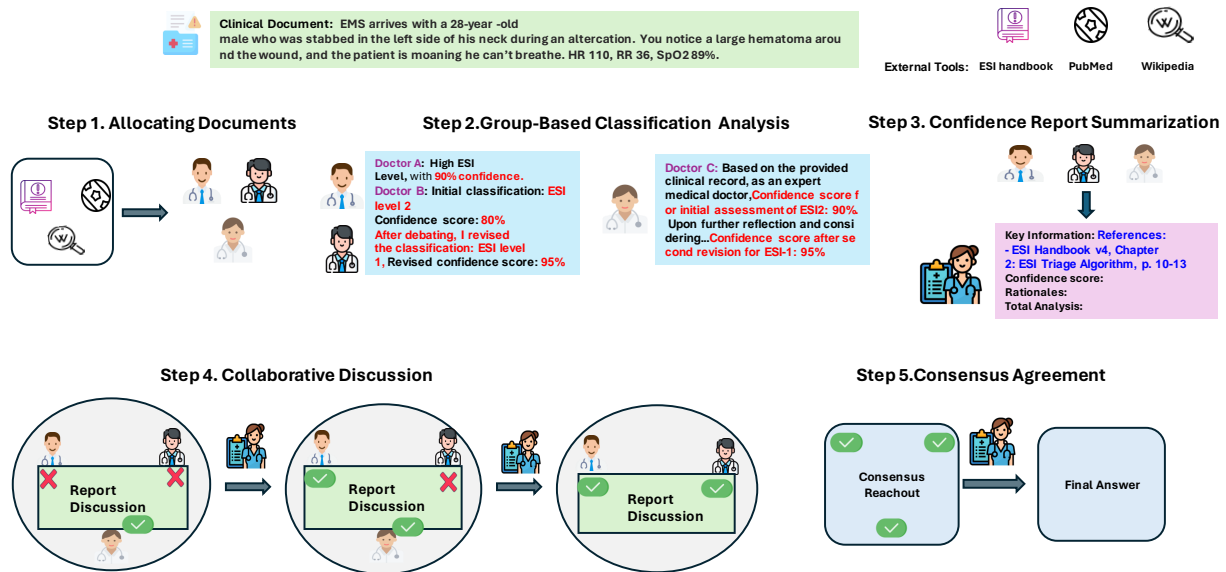 Clinical Document: EMS arrives with a 28-year -old
male who was stabbed in the left side of his neck during an altercation. You notice a large hematoma arou
nd the wound, and the patient is moaning he can't breathe. HR 110, RR 36, SpO2 89%.
External Tools: ESI handbook PubMed Wikipedia
W
Step 1. Allocating Documents
W
Step 2.Group-Based Classification Analysis
Doctor A: High ESI
Level, with 90% confidence.
Doctor B: Initial classification: ESI
level 2
Confidence score: 80%
After debating, I revised
the classification: ESI level
1, Revised confidence score: 95%
Doctor C: Based on the provided
clinical record, as an expert
medical doctor,Confidence score f
or initial assessment of ESI2: 90%.
Upon further reflection and consi
dering...Confidence score after se
cond revision for ESI-1: 95%
Step 3. Confidence Report Summarization
Key Information: References:
- ESI Handbook v4, Chapter
2: ESI Triage Algorithm, p. 10-13
Confidence score:
Rationales:
Total Analysis:
Step 4. Collaborative Discussion
Report
Discussion
Report
Discussion
Report
Discussion
Step 5.Consensus Agreement
Consensus
Reachout
Final Answer